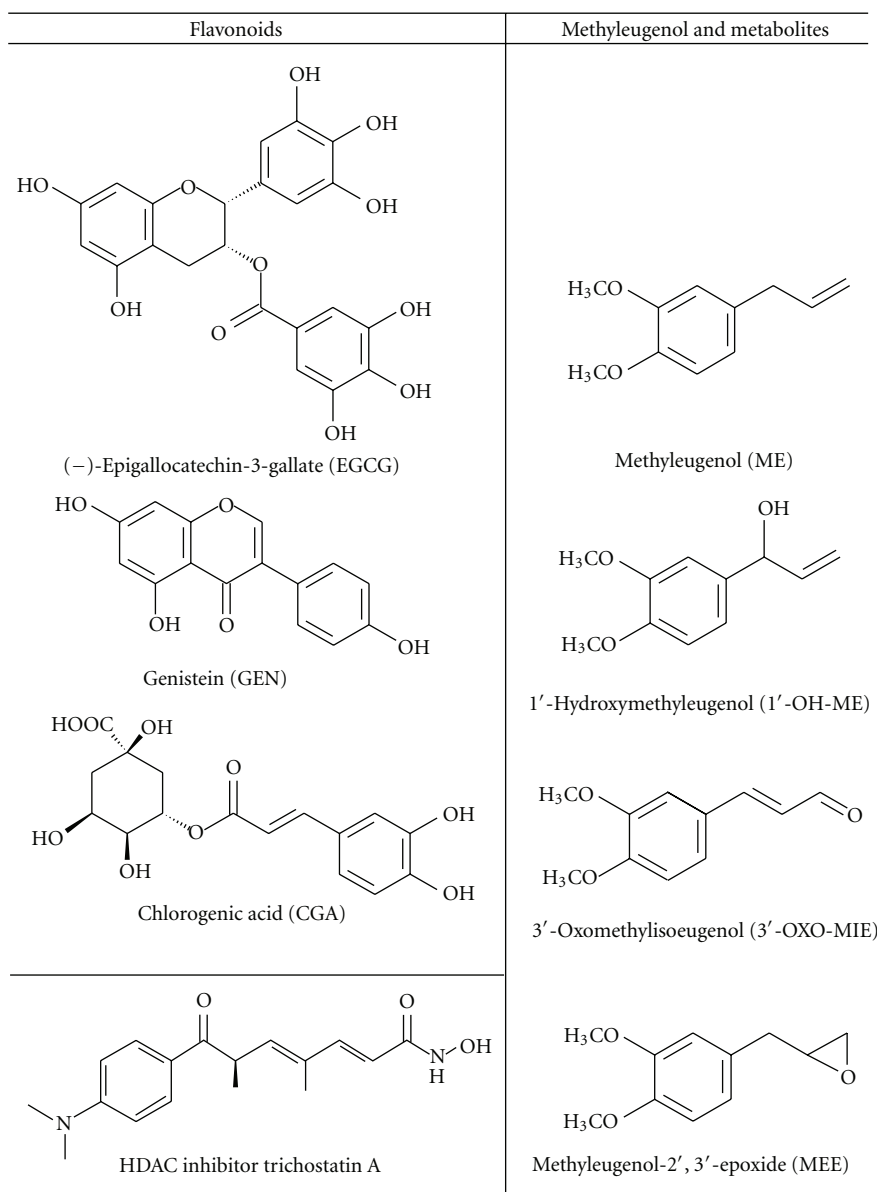 Flavonoids
Methyleugenol and metabolites
OH
OH
HO
O
OH
O
OH
O
OH
OH
OH
(−)-Epigallocatechin-3-gallate (EGCG)
HO
O
OH
O
OH
Genistein (GEN)
HOOC
OH
O
HO
O
OH
OH
OH
Chlorogenic acid (CGA)
O
O
N
H
OH
N
HDAC inhibitor trichostatin A
H₃CO
H₃CO
Methyleugenol (ME)
OH
H₃CO
H₃CO
1′-Hydroxymethyleugenol (1′-OH-ME)
H₃CO
O
H₃CO
3′-Oxomethylisoeugenol (3′-OXO-MIE)
H₃CO
O
H₃CO
Methyleugenol-2′, 3′-epoxide (MEE)